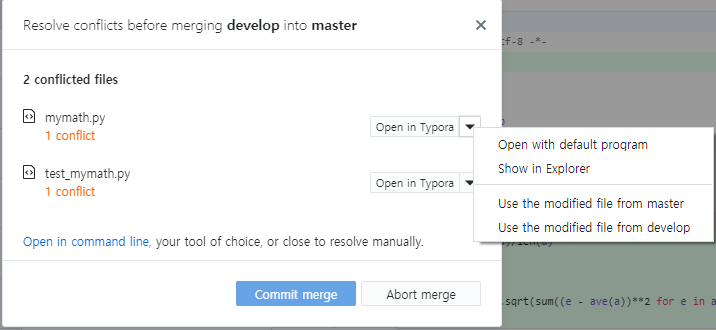 Resolve conflicts before merging develop into master
cf-8 -*-
2 conflicted files
mymath.py
1 conflict
Open in Typora
Open with default program
Show in Explorer
test_mymath.py
1 conflict
Open in Typora
Use the modified file from master
Use the modified file from develop
Open in command line, your tool of choice, or close to resolve manually.
Commit merge
Abort merge
.sqrt(sum((e - ave(a))**2 for e in a